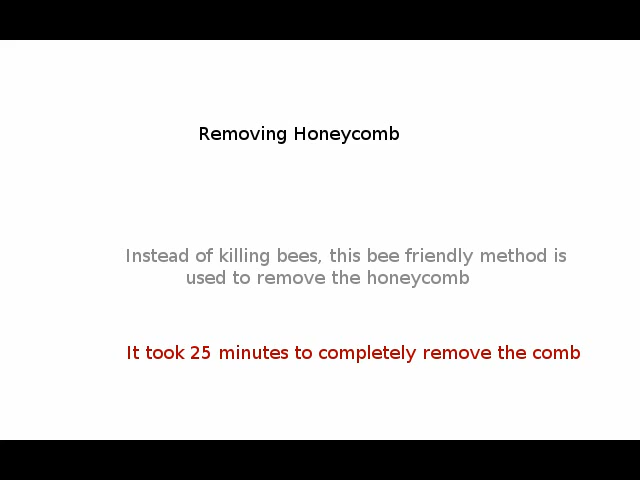 Removing Honeycomb
Instead of killing bees, this bee friendly method is
used to remove the honeycomb
It took 25 minutes to completely remove the comb